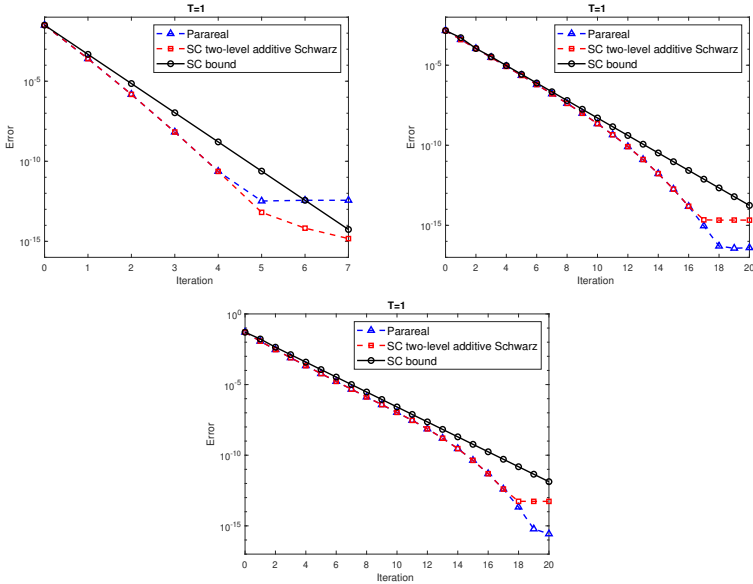 T=1
Parareal
SC two-level additive Schwarz
SC bound
Error
10^-5
10^-10
10^-15
0 1 2 3 4 5 6 7
Iteration
T=1
Parareal
SC two-level additive Schwarz
SC bound
Error
10^-5
10^-10
10^-15
0 2 4 6 8 10 12 14 16 18 20
Iteration
T=1
Parareal
SC two-level additive Schwarz
SC bound
Error
10^0
10^-5
10^-10
10^-15
0 2 4 6 8 10 12 14 16 18 20
Iteration